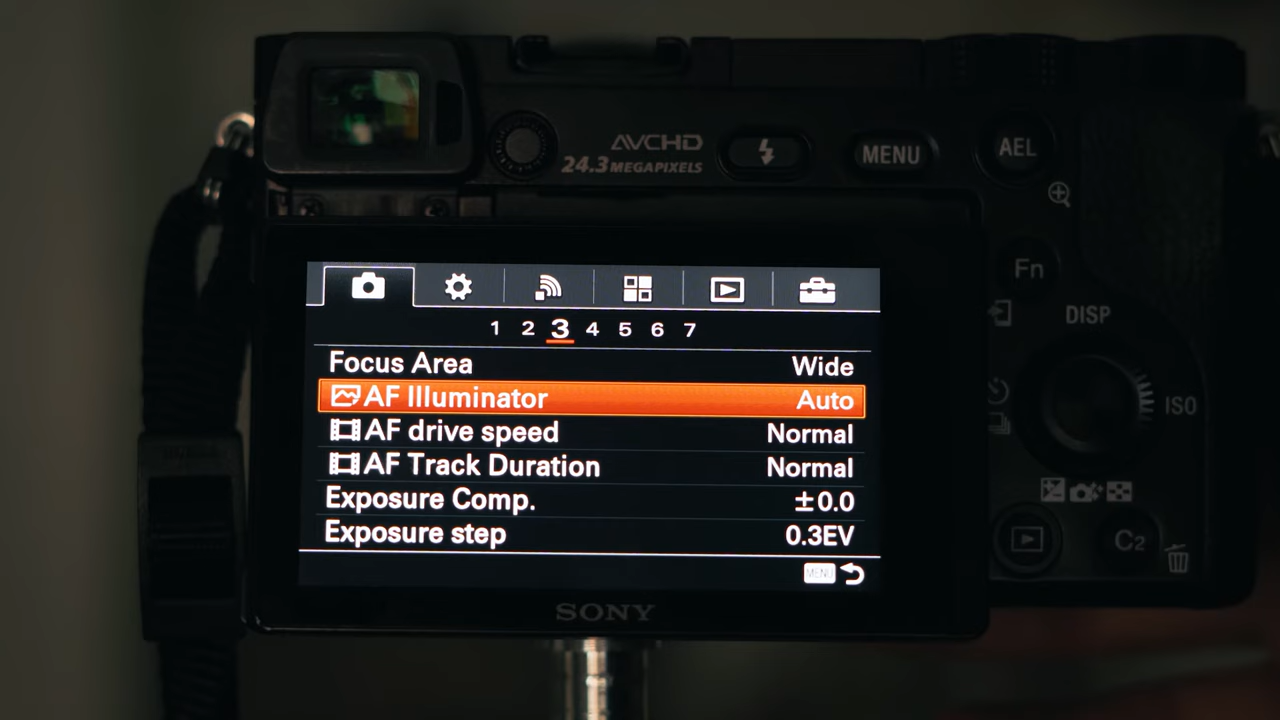 AVCHD
24.3 MEGAPIXELS
MENU
AEL
Fn
DISP
ISO
C2
1 2 3 4 5 6 7
Focus Area Wide
AF Illuminator Auto
AF drive speed Normal
AF Track Duration Normal
Exposure Comp. ±0.0
Exposure step 0.3EV
MENU
SONY